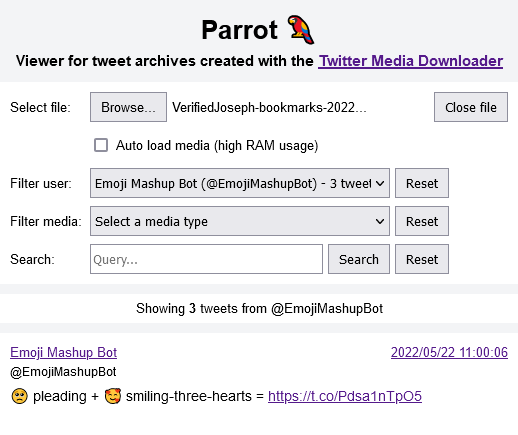 Parrot 🦜
Viewer for tweet archives created with the Twitter Media Downloader
Select file: Browse... VerifiedJoseph-bookmarks-2022... Close file
Auto load media (high RAM usage)
Filter user: Emoji Mashup Bot (@EmojiMashupBot) - 3 tweet Reset
Filter media: Select a media type Reset
Search: Query... Search Reset
Showing 3 tweets from @EmojiMashupBot
Emoji Mashup Bot 2022/05/22 11:00:06
@EmojiMashupBot
🥺 pleading + 🥰 smiling-three-hearts = https://t.co/Pdsa1nTpO5